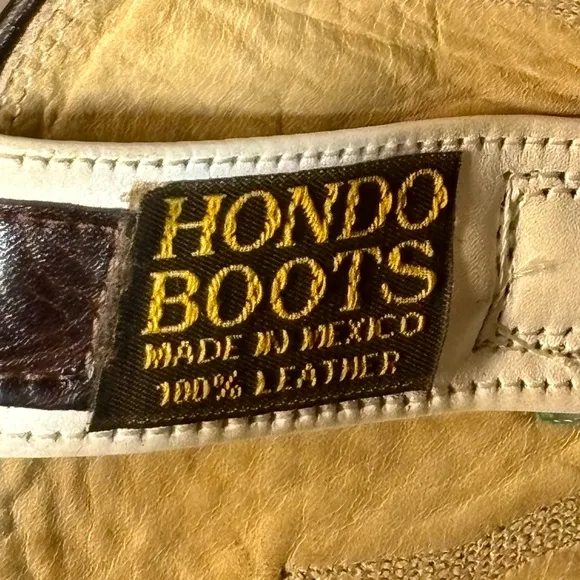 HONDO
BOOTS
MADE IN MEXICO
100% LEATHER